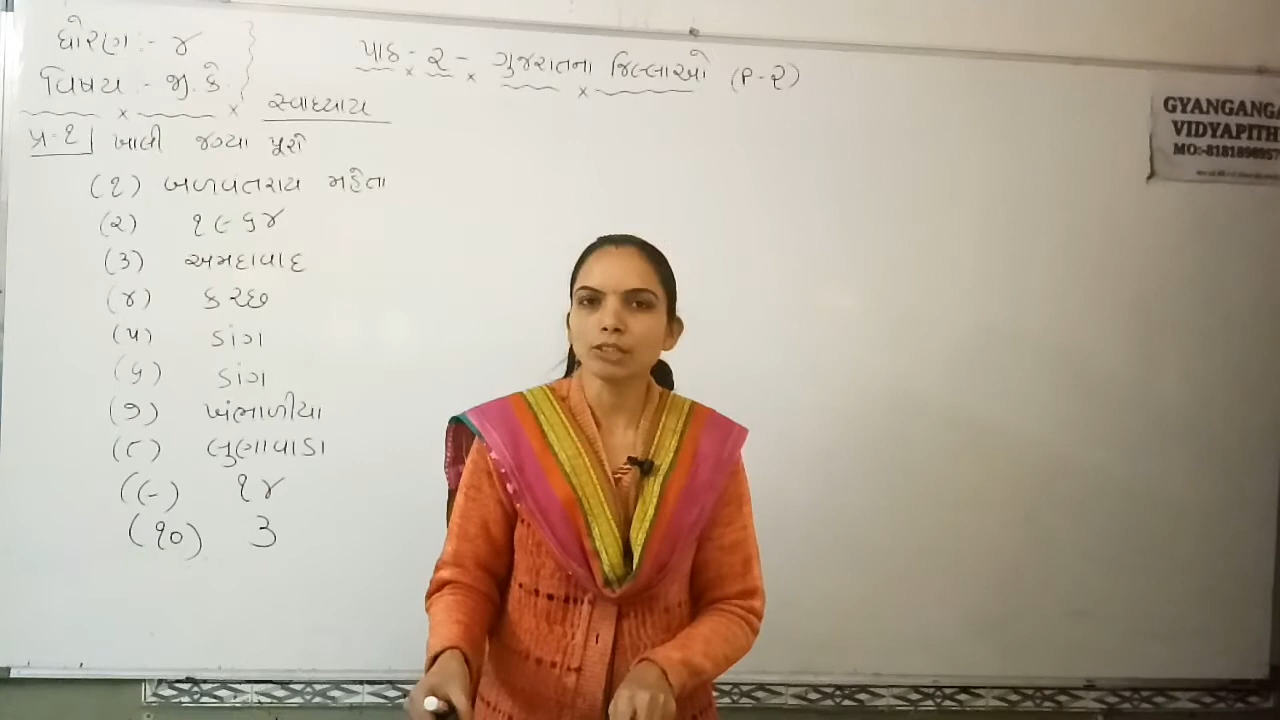 ધોરણ :- ૪
વિષય :- જી. કે.
પાઠ - ૨ - ગુજરાતના જિલ્લાઓ (P-૨)
સ્વાધ્યાય
પ્ર-૧ ખાલી જગ્યા પૂરો
(૧) બળવંતરાય મહેતા
(૨) ૧૯૬૪
(૩) અમદાવાદ
(૪) કચ્છ
(૫) ડાંગ
(૬) ડાંગ
(૭) ખંભાળીયા
(૮) લુણાવાડા
(૯) ૧૪
(૧૦) ૩
GYANGANGA
VIDYAPITH